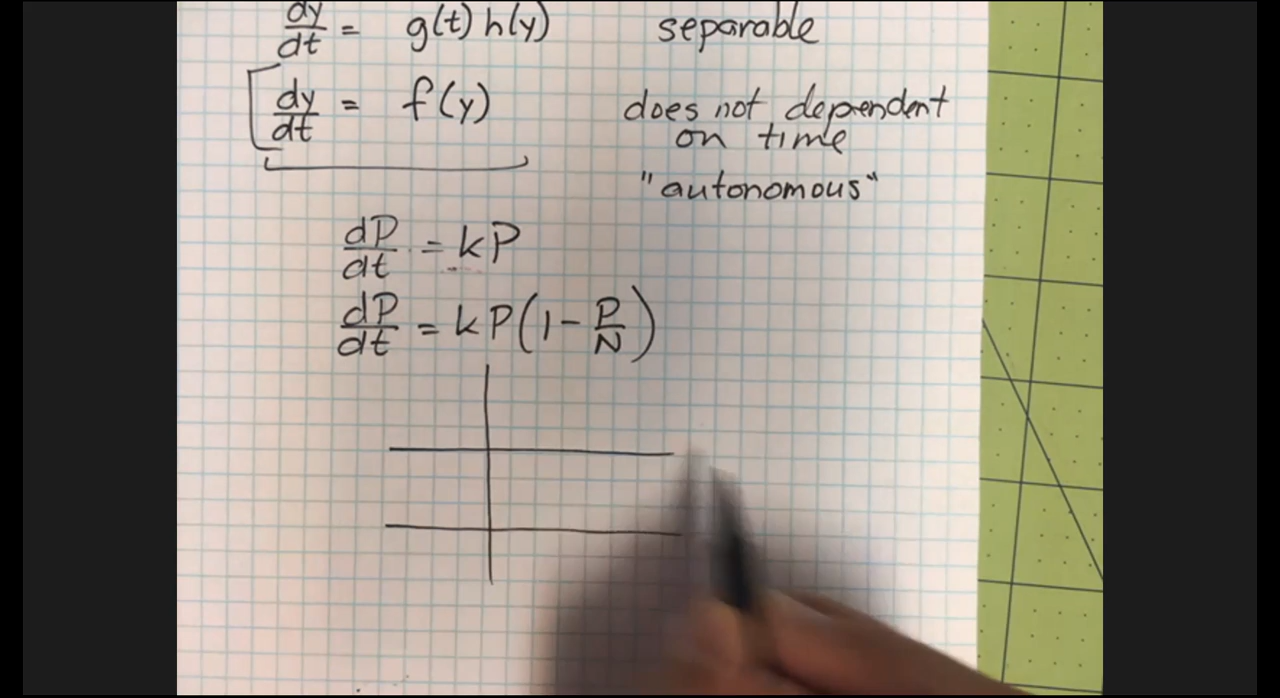 dy/dt = g(t) h(y) separable
dy/dt = f(y) does not dependent
on time
"autonomous"
dP/dt = kP
dP/dt = kP(1 - P/N)